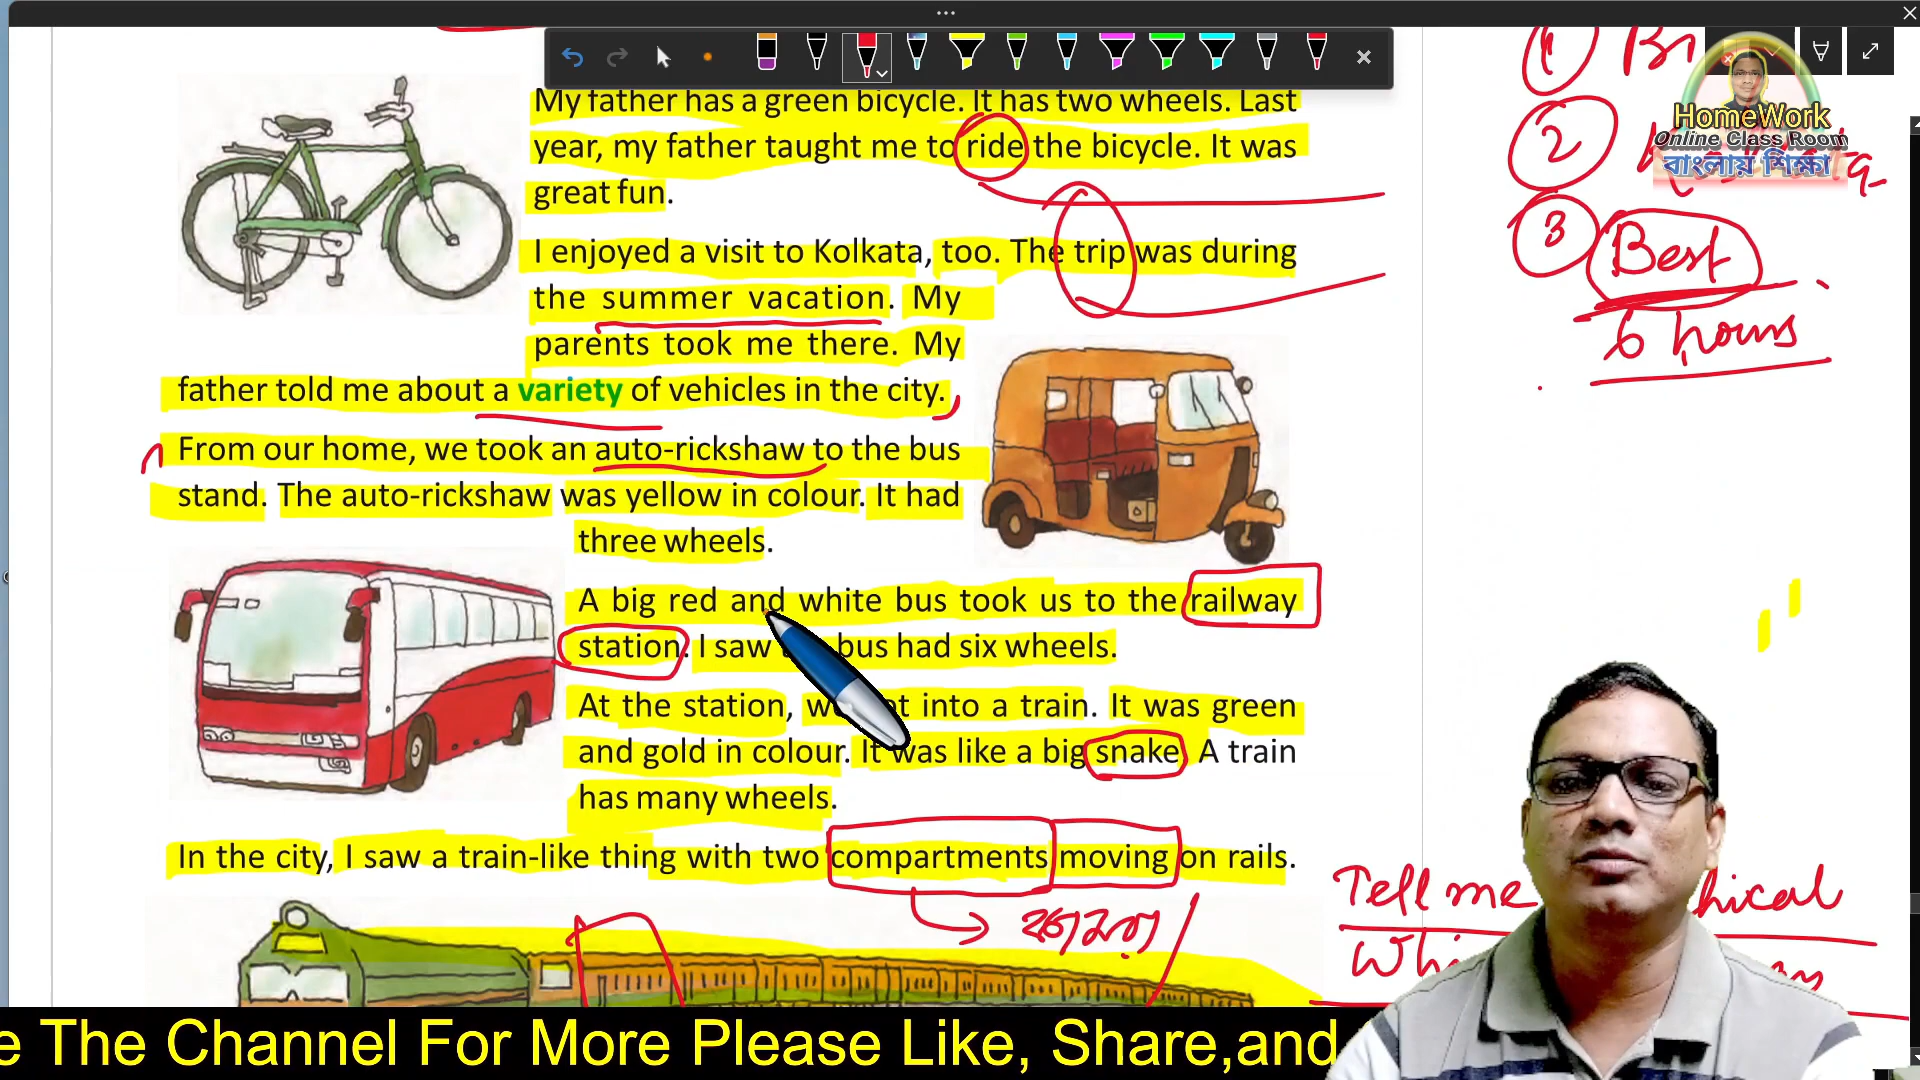 My father has a green bicycle. It has two wheels. Last
year, my father taught me to ride the bicycle. It was
great fun.
I enjoyed a visit to Kolkata, too. The trip was during
the summer vacation. My
parents took me there. My
father told me about a variety of vehicles in the city.
From our home, we took an auto-rickshaw to the bus
stand. The auto-rickshaw was yellow in colour. It had
three wheels.
A big red and white bus took us to the railway
station. I saw bus had six wheels.
At the station, into a train. It was green
and gold in colour. It was like a big snake. A train
has many wheels.
In the city, I saw a train-like thing with two compartments moving on rails.
1
2
3 Best
6 hours
HomeWork
Online Class Room
বাংলায় শিক্ষা
Tell me
e The Channel For More Please Like, Share,and